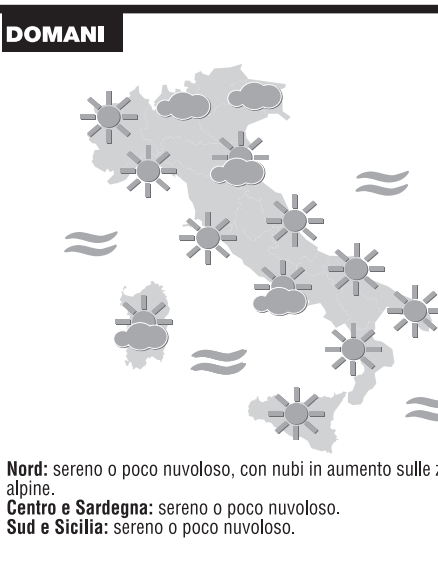 DOMANI
Nord: sereno o poco nuvoloso, con nubi in aumento sulle
alpine.
Centro e Sardegna: sereno o poco nuvoloso.
Sud e Sicilia: sereno o poco nuvoloso.